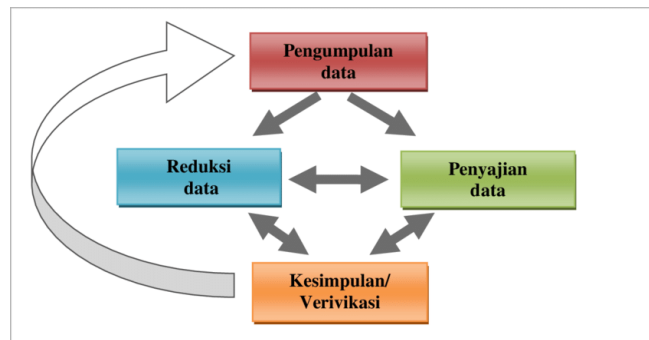 Pengumpulan
data
Reduksi
data
Penyajian
data
Kesimpulan/
Verivikasi